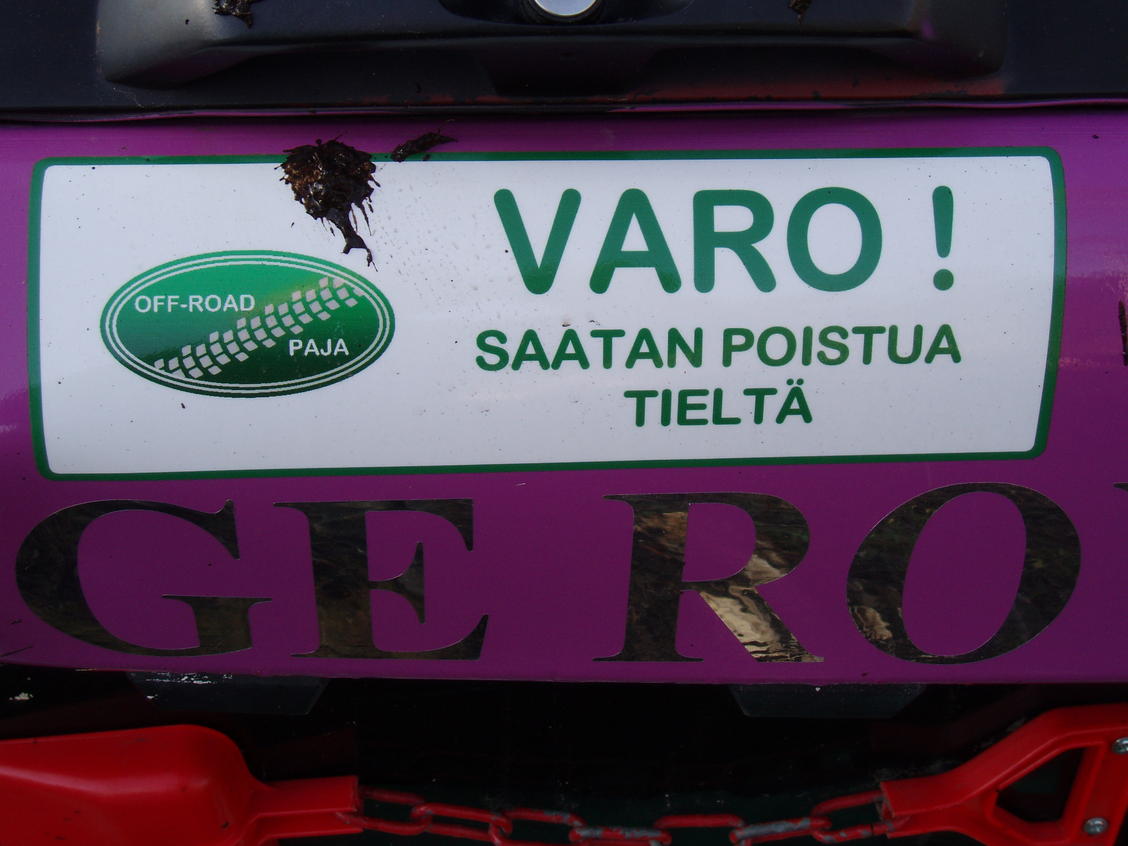 VARO !
OFF-ROAD
PAJA
SAATAN POISTUA
TIELTÄ
GE RO